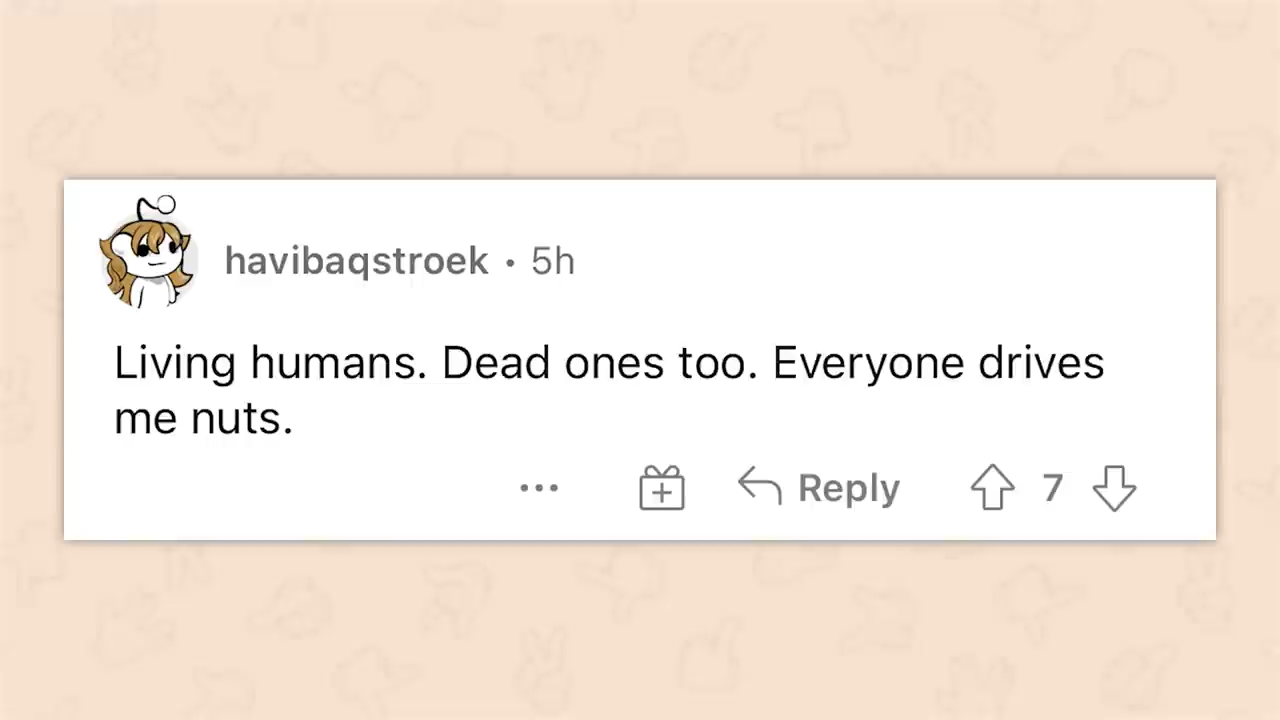 havibaqstroek · 5h
Living humans. Dead ones too. Everyone drives
me nuts.
... Reply 7